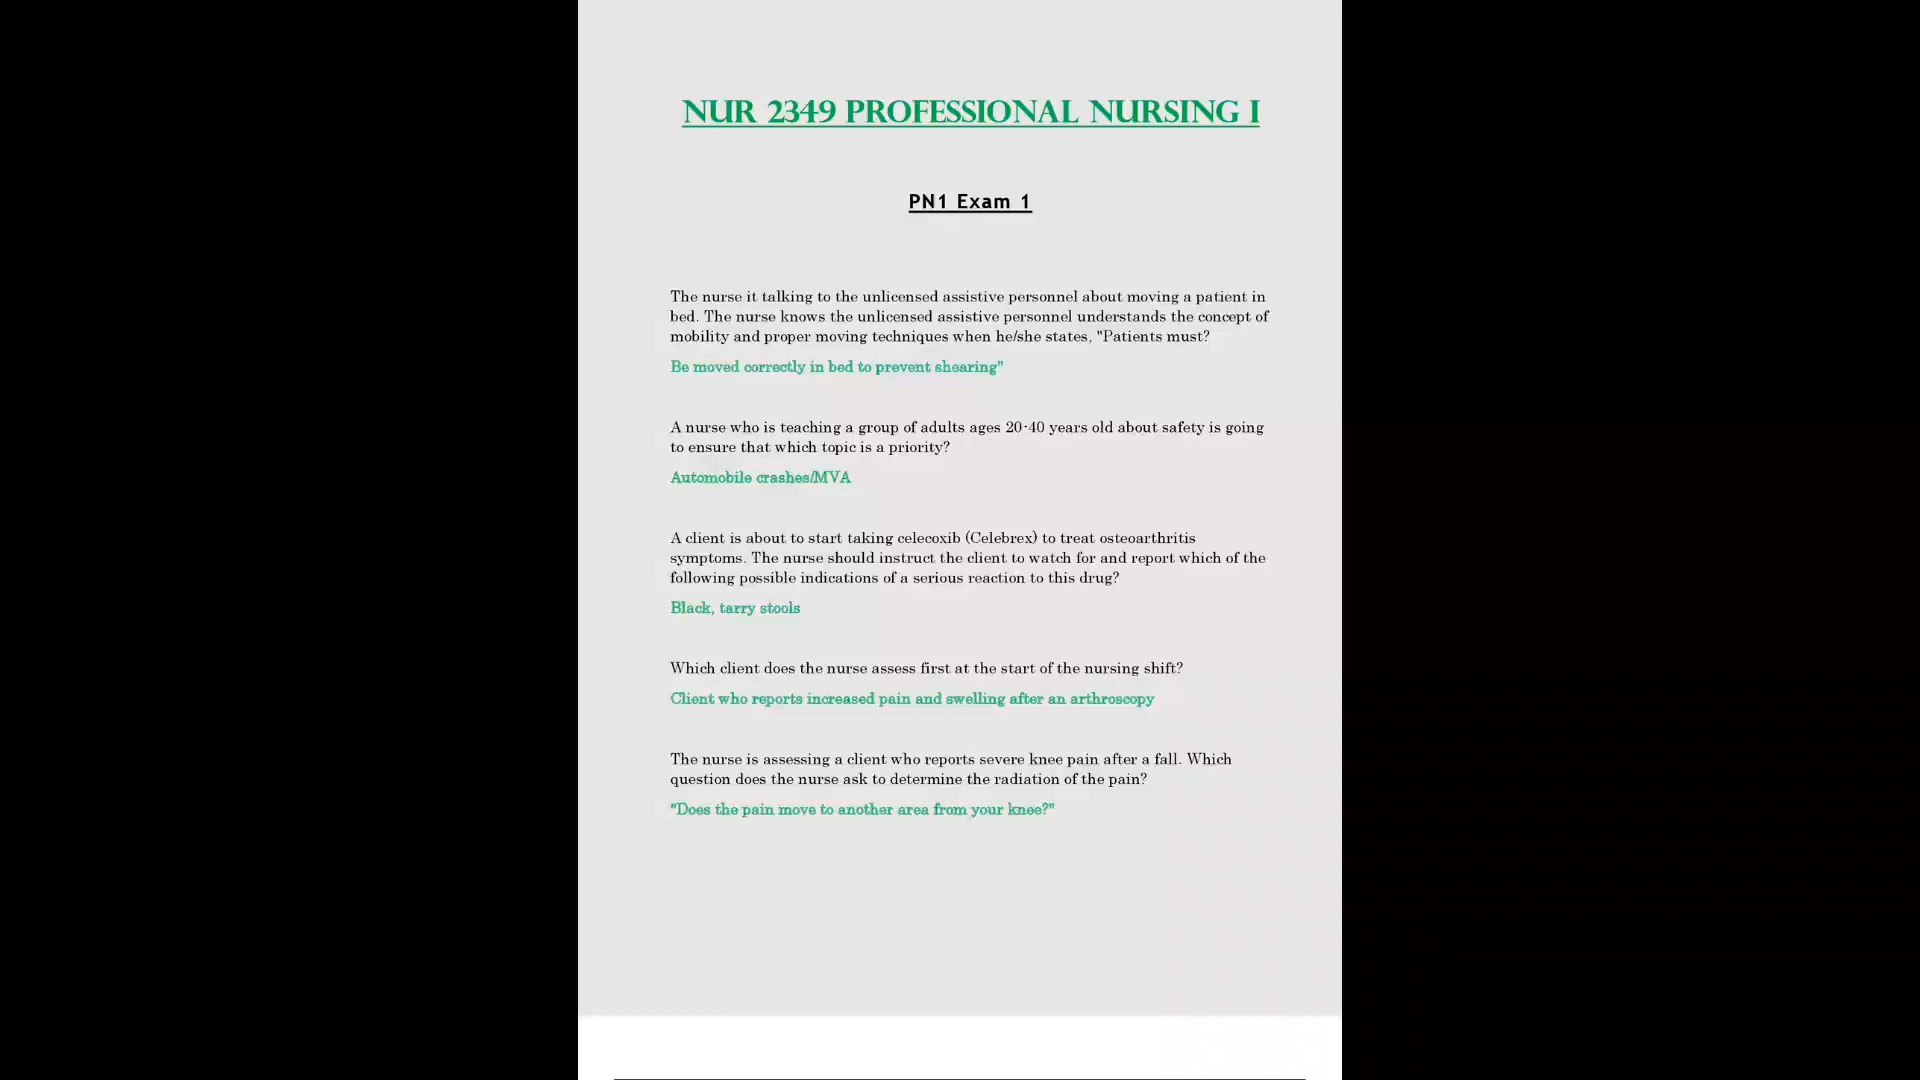 NUR 2349 PROFESSIONAL NURSING I
PN1 Exam 1
The nurse it talking to the unlicensed assistive personnel about moving a patient in
bed. The nurse knows the unlicensed assistive personnel understands the concept of
mobility and proper moving techniques when he/she states, "Patients must?
Be moved correctly in bed to prevent shearing"
A nurse who is teaching a group of adults ages 20-40 years old about safety is going
to ensure that which topic is a priority?
Automobile crashes/MVA
A client is about to start taking celecoxib (Celebrex) to treat osteoarthritis
symptoms. The nurse should instruct the client to watch for and report which of the
following possible indications of a serious reaction to this drug?
Black, tarry stools
Which client does the nurse assess first at the start of the nursing shift?
Client who reports increased pain and swelling after an arthroscopy
The nurse is assessing a client who reports severe knee pain after a fall. Which
question does the nurse ask to determine the radiation of the pain?
"Does the pain move to another area from your knee?"